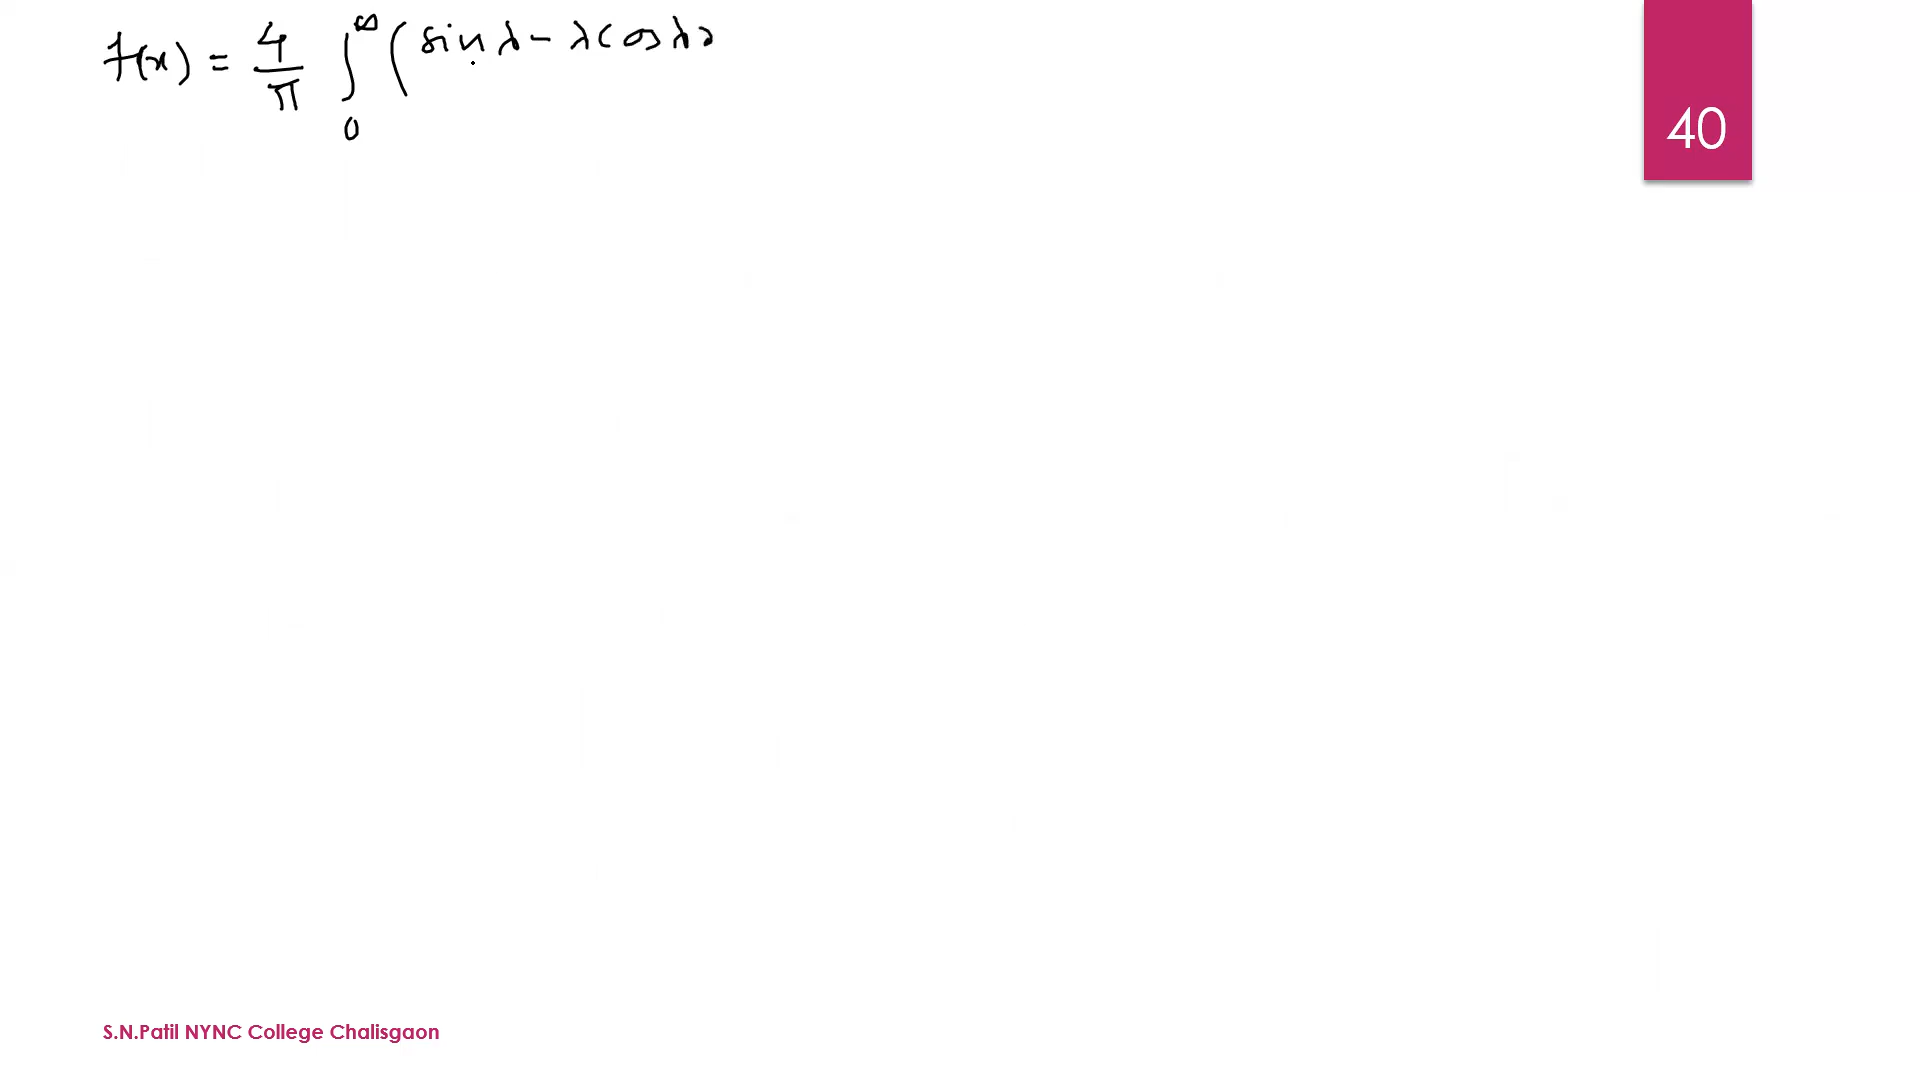 f(x) = 4/π ∫₀^∞ ( sin λ - λ cos λ
40
S.N.Patil NYNC College Chalisgaon